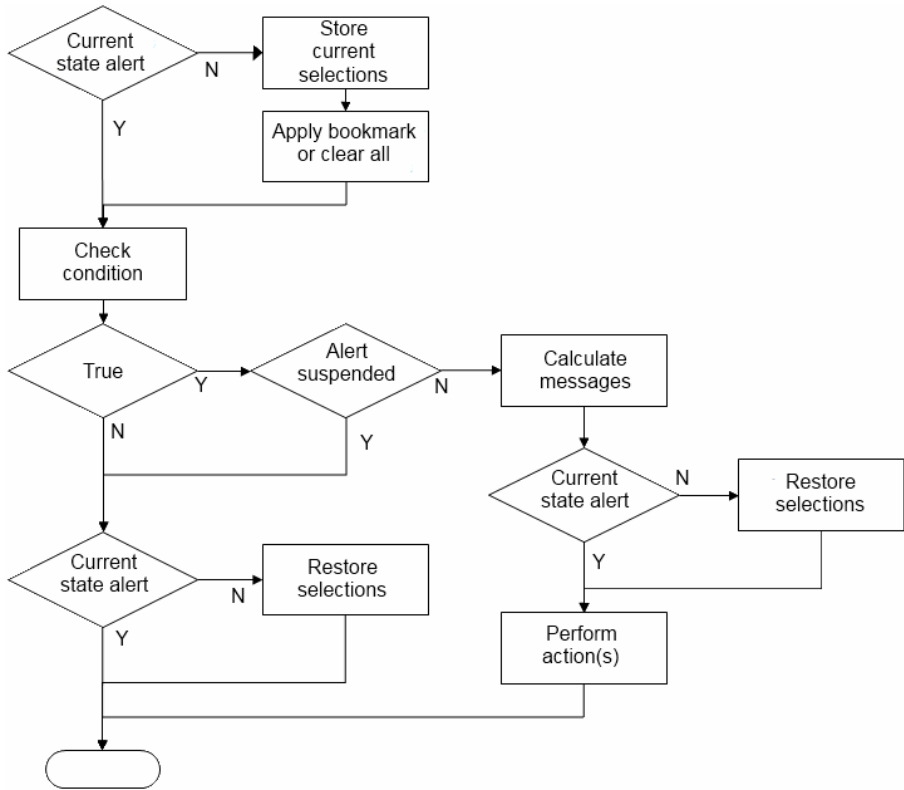 Current
state alert
N
Store
current
selections
Y
Apply bookmark
or clear all
Check
condition
True
Y
Alert
suspended
N
Calculate
messages
N
Y
Current
state alert
N
Restore
selections
Current
state alert
N
Restore
selections
Y
Y
Perform
action(s)